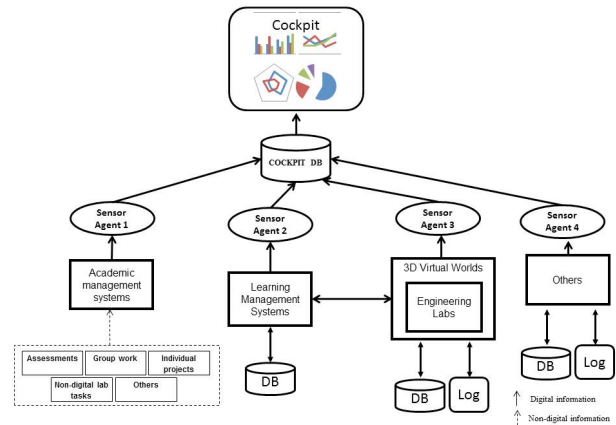 Cockpit
COCKPIT DB
Sensor
Agent 1
Sensor
Agent 2
Sensor
Agent 3
Sensor
Agent 4
Academic
management
systems
Learning
Management
Systems
3D Virtual Worlds
Engineering
Labs
Others
Assessments
Group work
Individual
projects
Non-digital lab
tasks
Others
DB
DB
Log
DB
Log
Digital information
Non-digital information